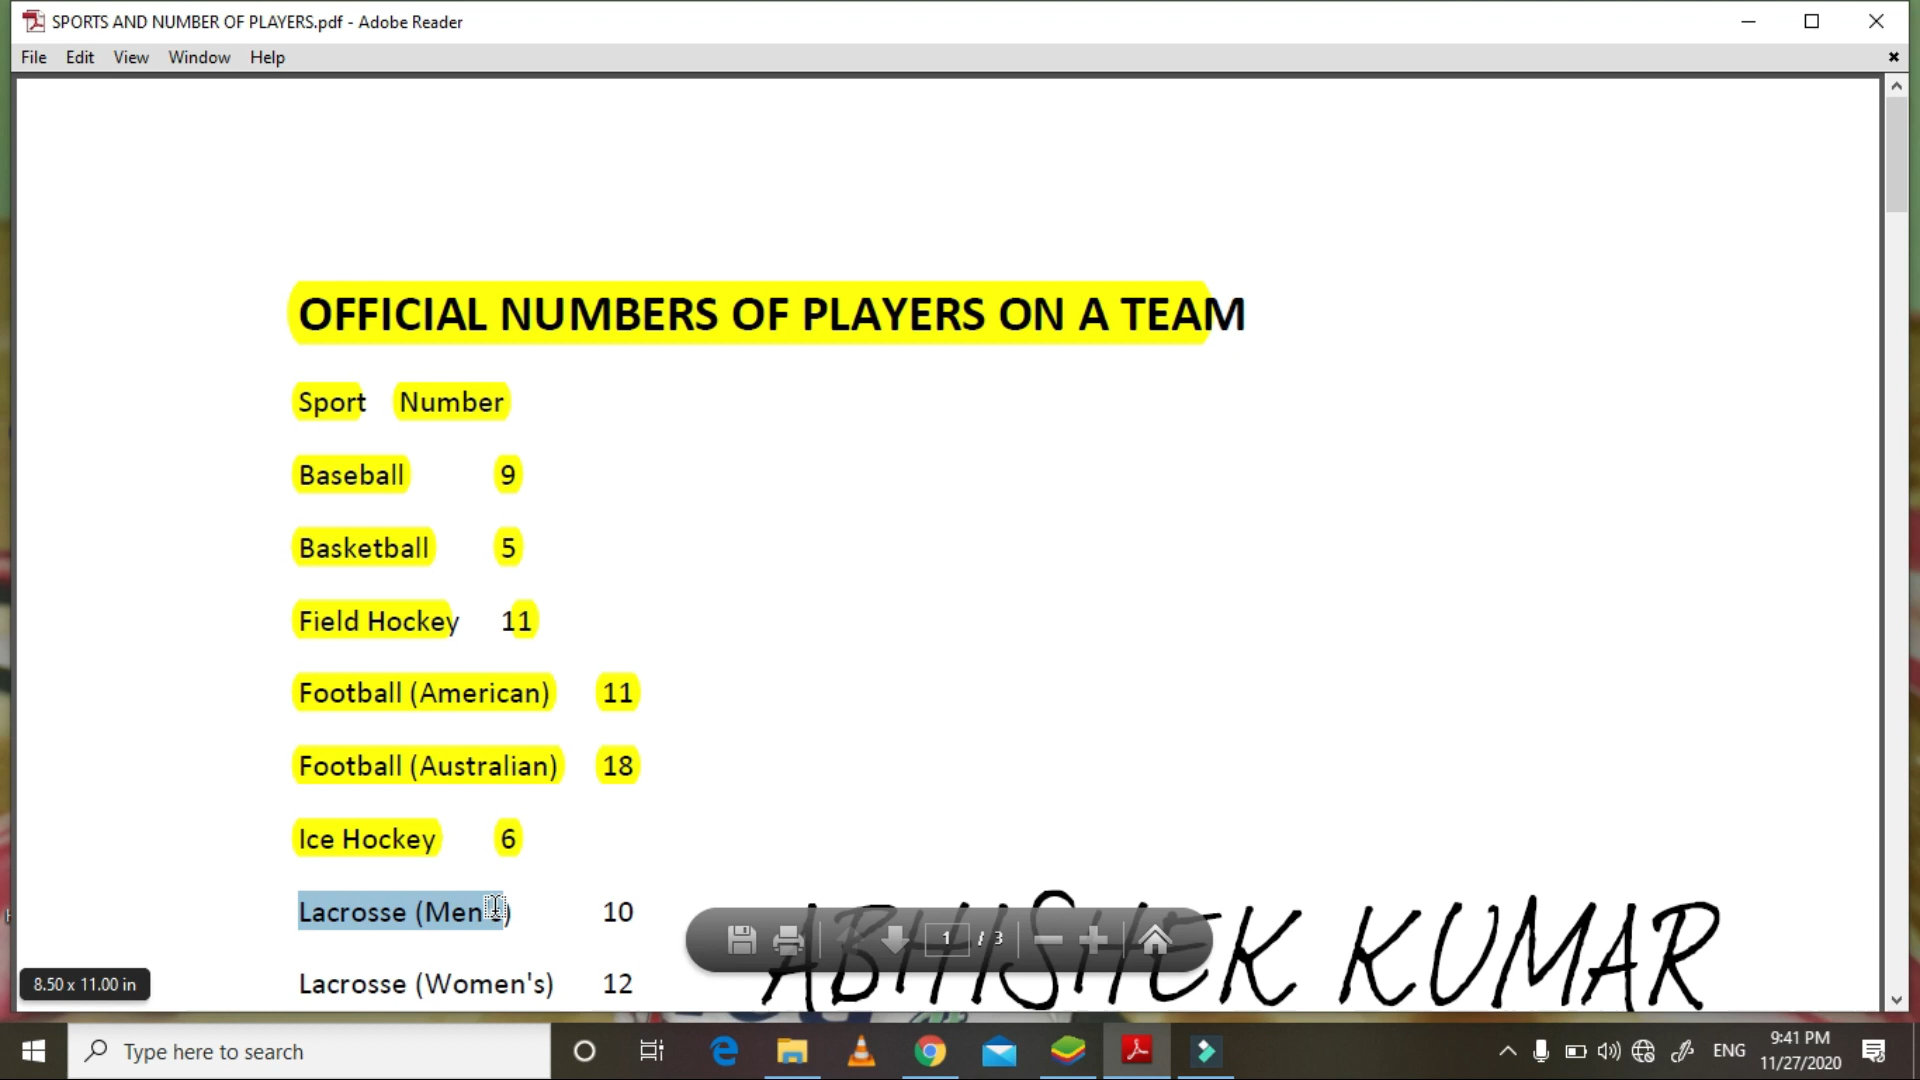 SPORTS AND NUMBER OF PLAYERS.pdf - Adobe Reader
File Edit View Window Help
OFFICIAL NUMBERS OF PLAYERS ON A TEAM
Sport Number
Baseball 9
Basketball 5
Field Hockey 11
Football (American) 11
Football (Australian) 18
Ice Hockey 6
Lacrosse (Men's) 10
Lacrosse (Women's) 12
ABHISHEK KUMAR
1 / 3
8.50 x 11.00 in
Type here to search
ENG
9:41 PM
11/27/2020